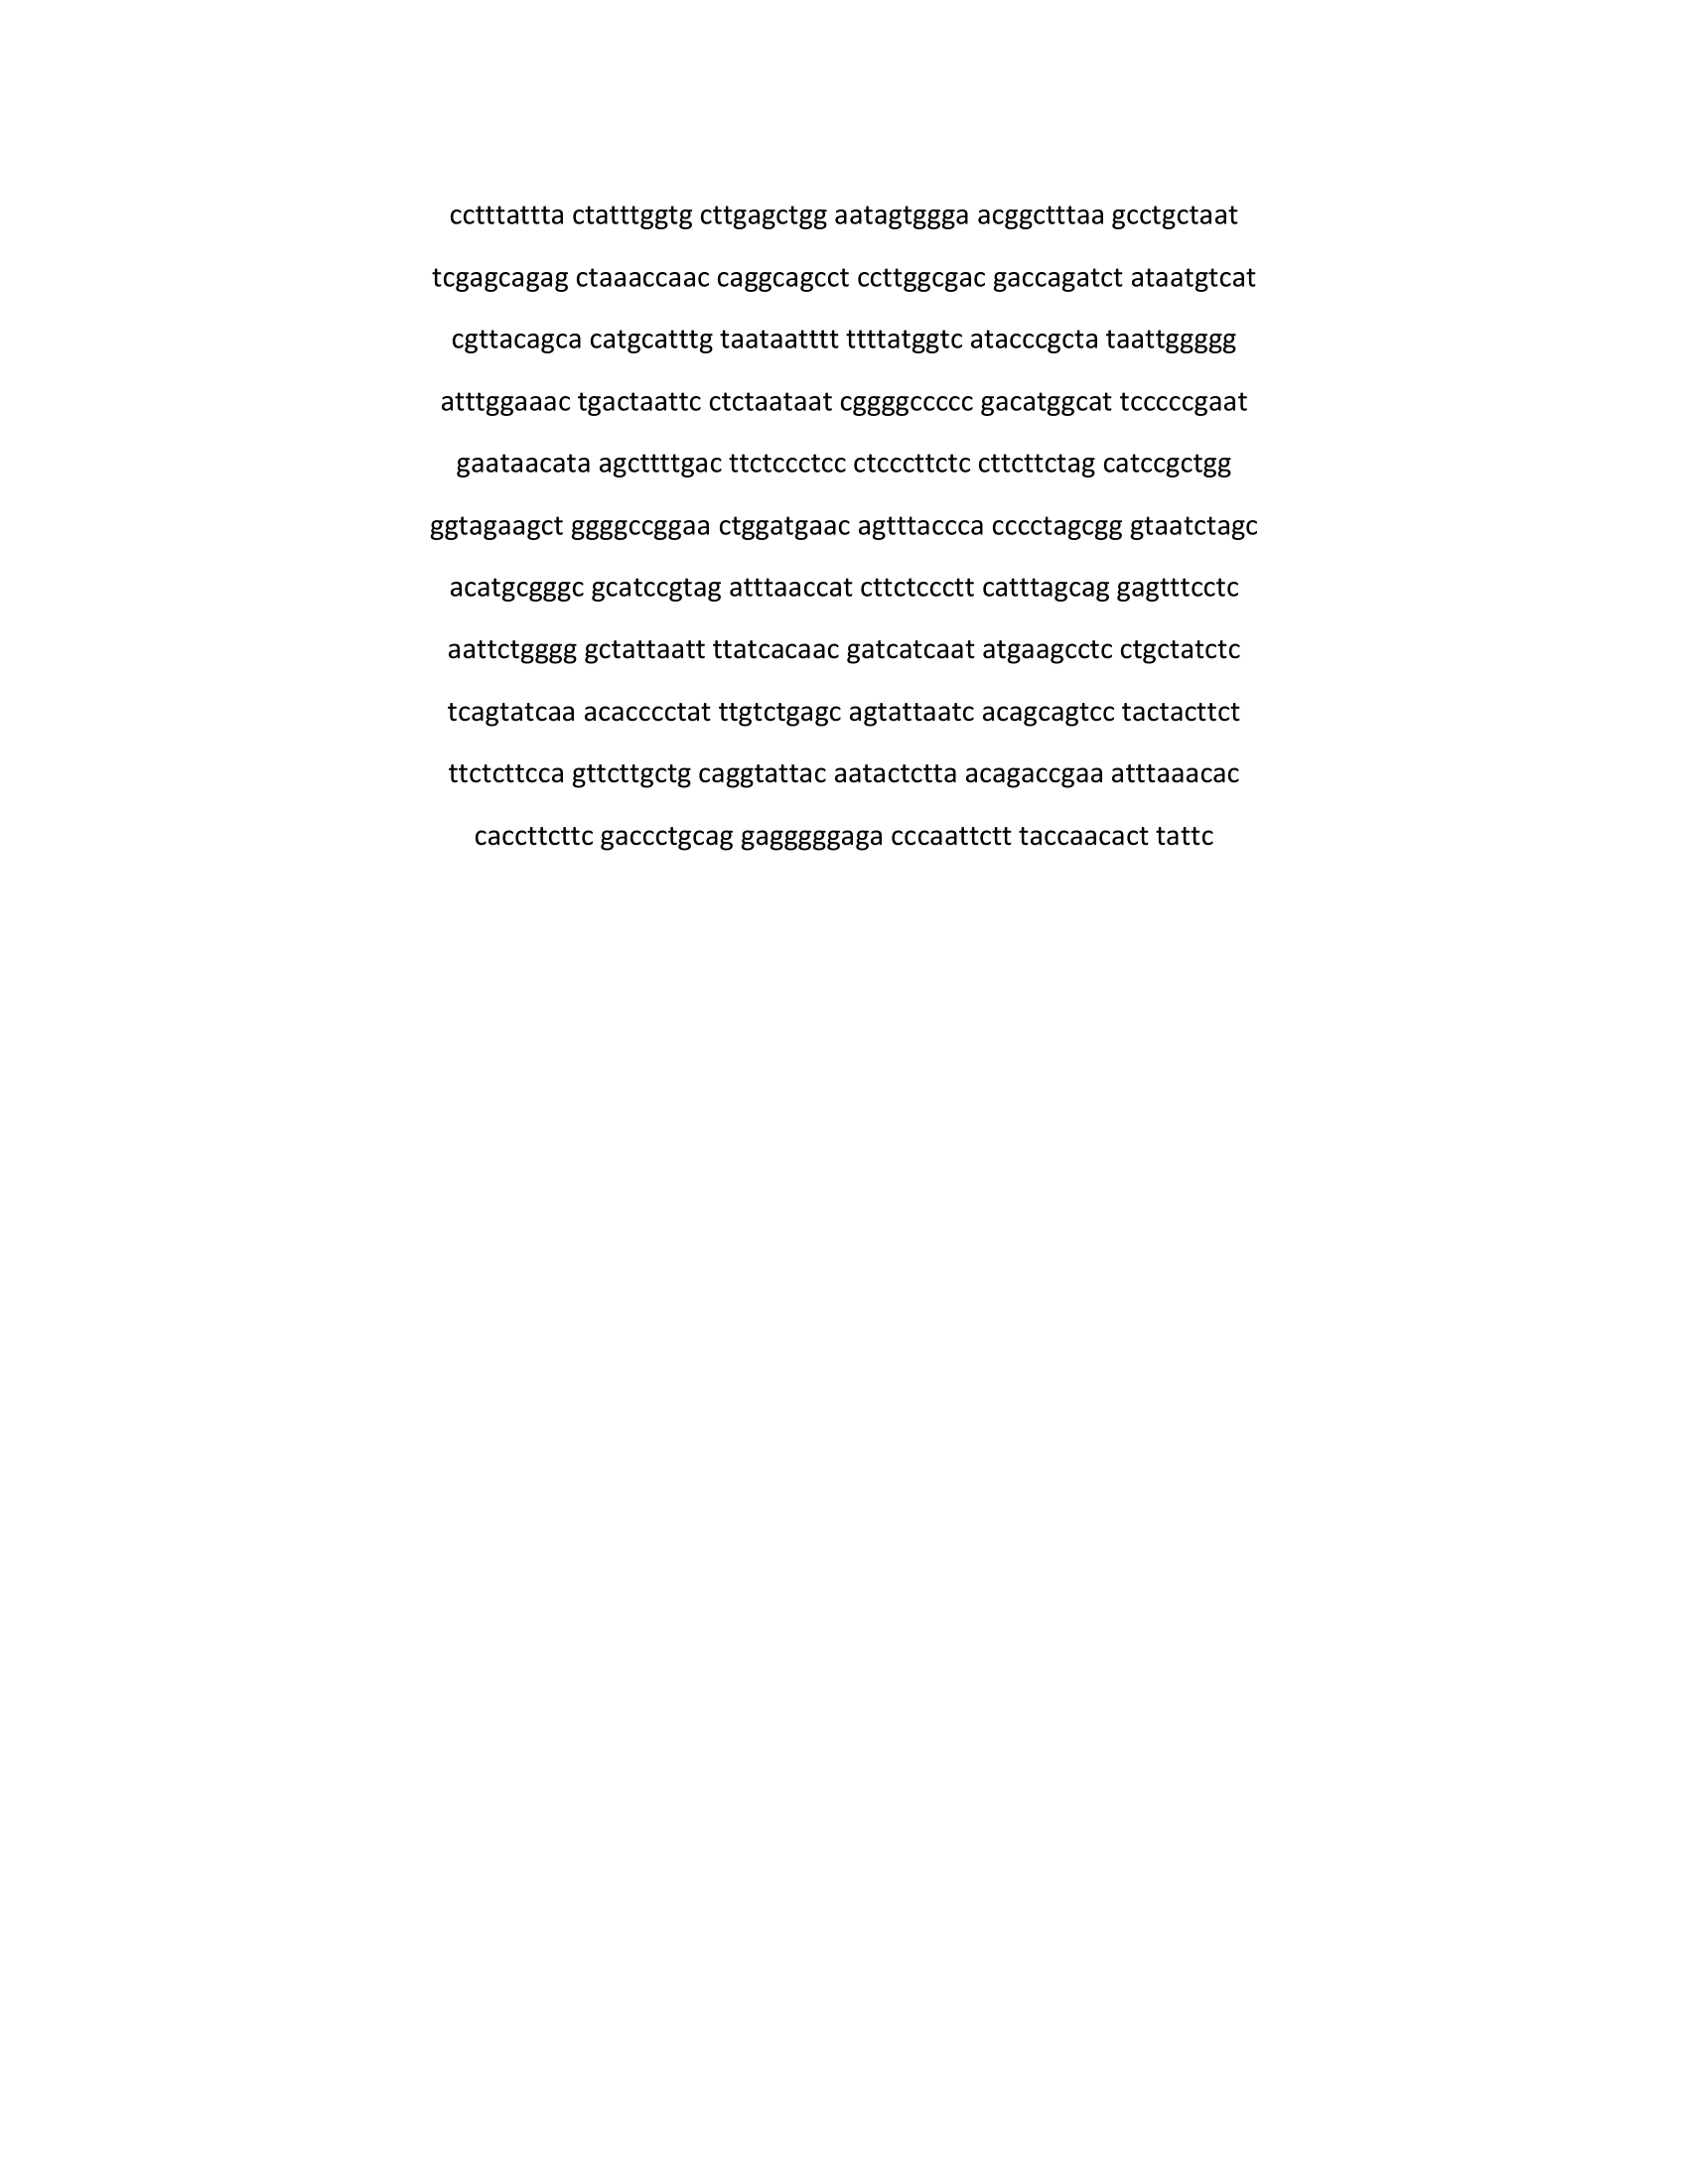 cctttattta ctatttggtg cttgagctgg aatagtggga acggctttaa gcctgctaat
tcgagcagag ctaaaccaac caggcagcct ccttggcgac gaccagatct ataatgtcat
cgttacagca catgcatttg taataatttt ttttatggtc atacccgcta taattggggg
atttggaaac tgactaattc ctctaataat cggggccccc gacatggcat tcccccgaat
gaataacata agcttttgac ttctccctcc ctcccttctc cttcttctag catccgctgg
ggtagaagct ggggccggaa ctggatgaac agtttaccca cccctagcgg gtaatctagc
acatgcgggc gcatccgtag atttaaccat cttctccctt catttagcag gagtttcctc
aattctgggg gctattaatt ttatcacaac gatcatcaat atgaagcctc ctgctatctc
tcagtatcaa acacccctat ttgtctgagc agtattaatc acagcagtcc tactacttct
ttctcttcca gttcttgctg caggtattac aatactctta acagaccgaa atttaaacac
caccttcttc gaccctgcag gagggggaga cccaattctt taccaacact tattc